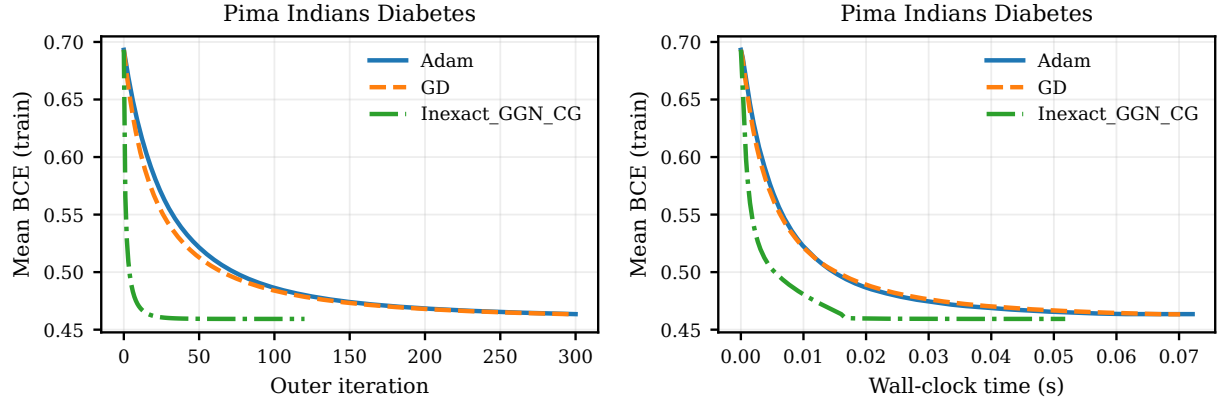 Pima Indians Diabetes
Mean BCE (train)
0.70
0.65
0.60
0.55
0.50
0.45
Adam
GD
Inexact_GGN_CG
0 50 100 150 200 250 300
Outer iteration
Pima Indians Diabetes
Mean BCE (train)
0.70
0.65
0.60
0.55
0.50
0.45
Adam
GD
Inexact_GGN_CG
0.00 0.01 0.02 0.03 0.04 0.05 0.06 0.07
Wall-clock time (s)